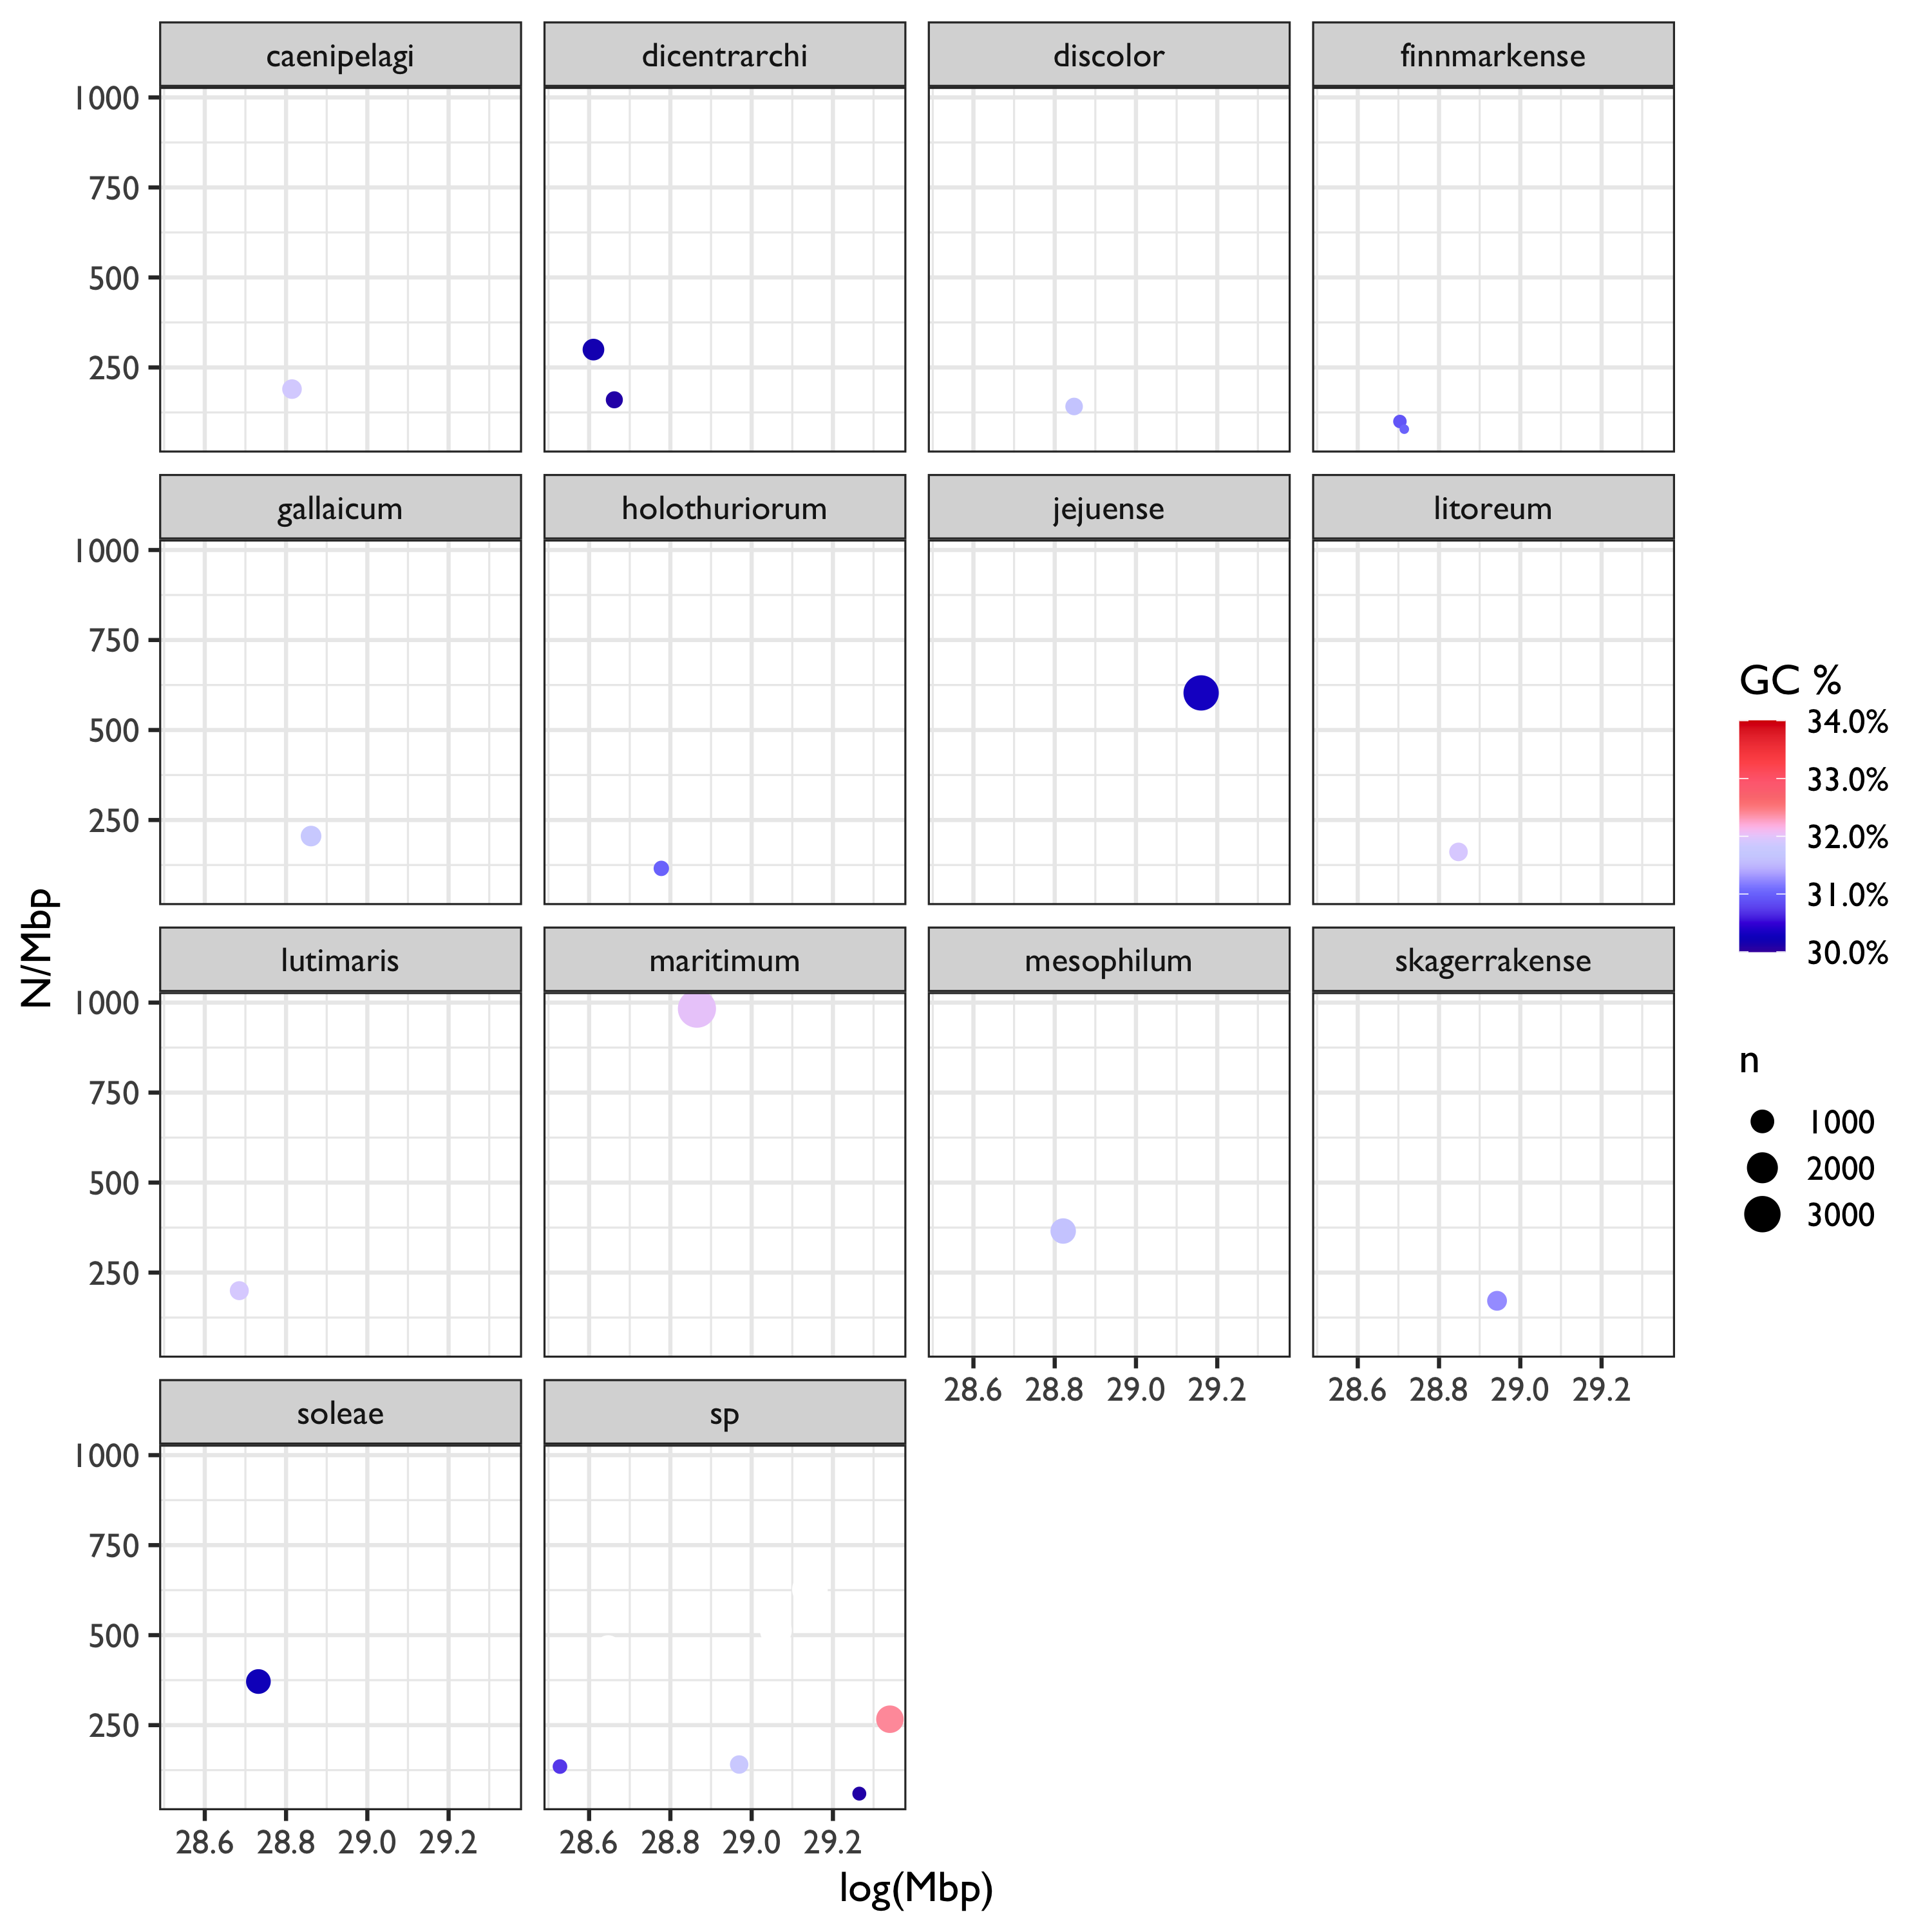 caenipelagi dicentrarchi discolor finnmarkense
1000
750
500
250
gallaicum holothuriorum jejuense litoreum
1000
750
500
250
lutimaris maritimum mesophilum skagerrakense
1000
750
500
250
28.6 28.8 29.0 29.2 28.6 28.8 29.0 29.2
soleae sp
1000
750
500
250
28.6 28.8 29.0 29.2 28.6 28.8 29.0 29.2
log(Mbp)
N/Mbp
GC %
34.0%
33.0%
32.0%
31.0%
30.0%
n
1000
2000
3000